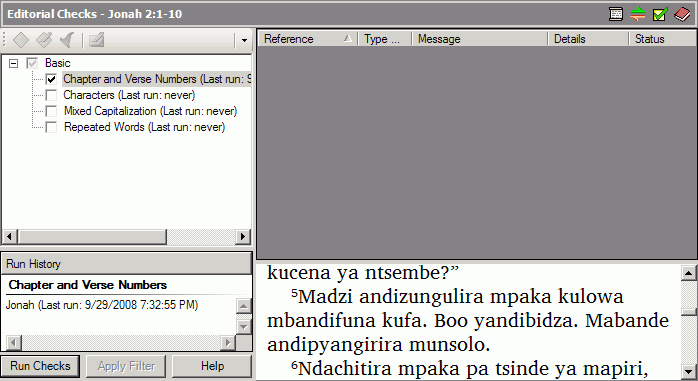 Editorial Checks - Jonah 2:1-10
Basic
Chapter and Verse Numbers (Last run: 9
Characters (Last run: never)
Mixed Capitalization (Last run: never)
Repeated Words (Last run: never)
Run History
Chapter and Verse Numbers
Jonah (Last run: 9/29/2008 7:32:55 PM)
Run Checks Apply Filter Help
Reference Type ... Message Details Status
kucena ya ntsembe?”
⁵Madzi andizungulira mpaka kulowa
mbandifuna kufa. Boo yandibidza. Mabande
andipyangirira munsolo.
⁶Ndachitira mpaka pa tsinde ya mapiri,